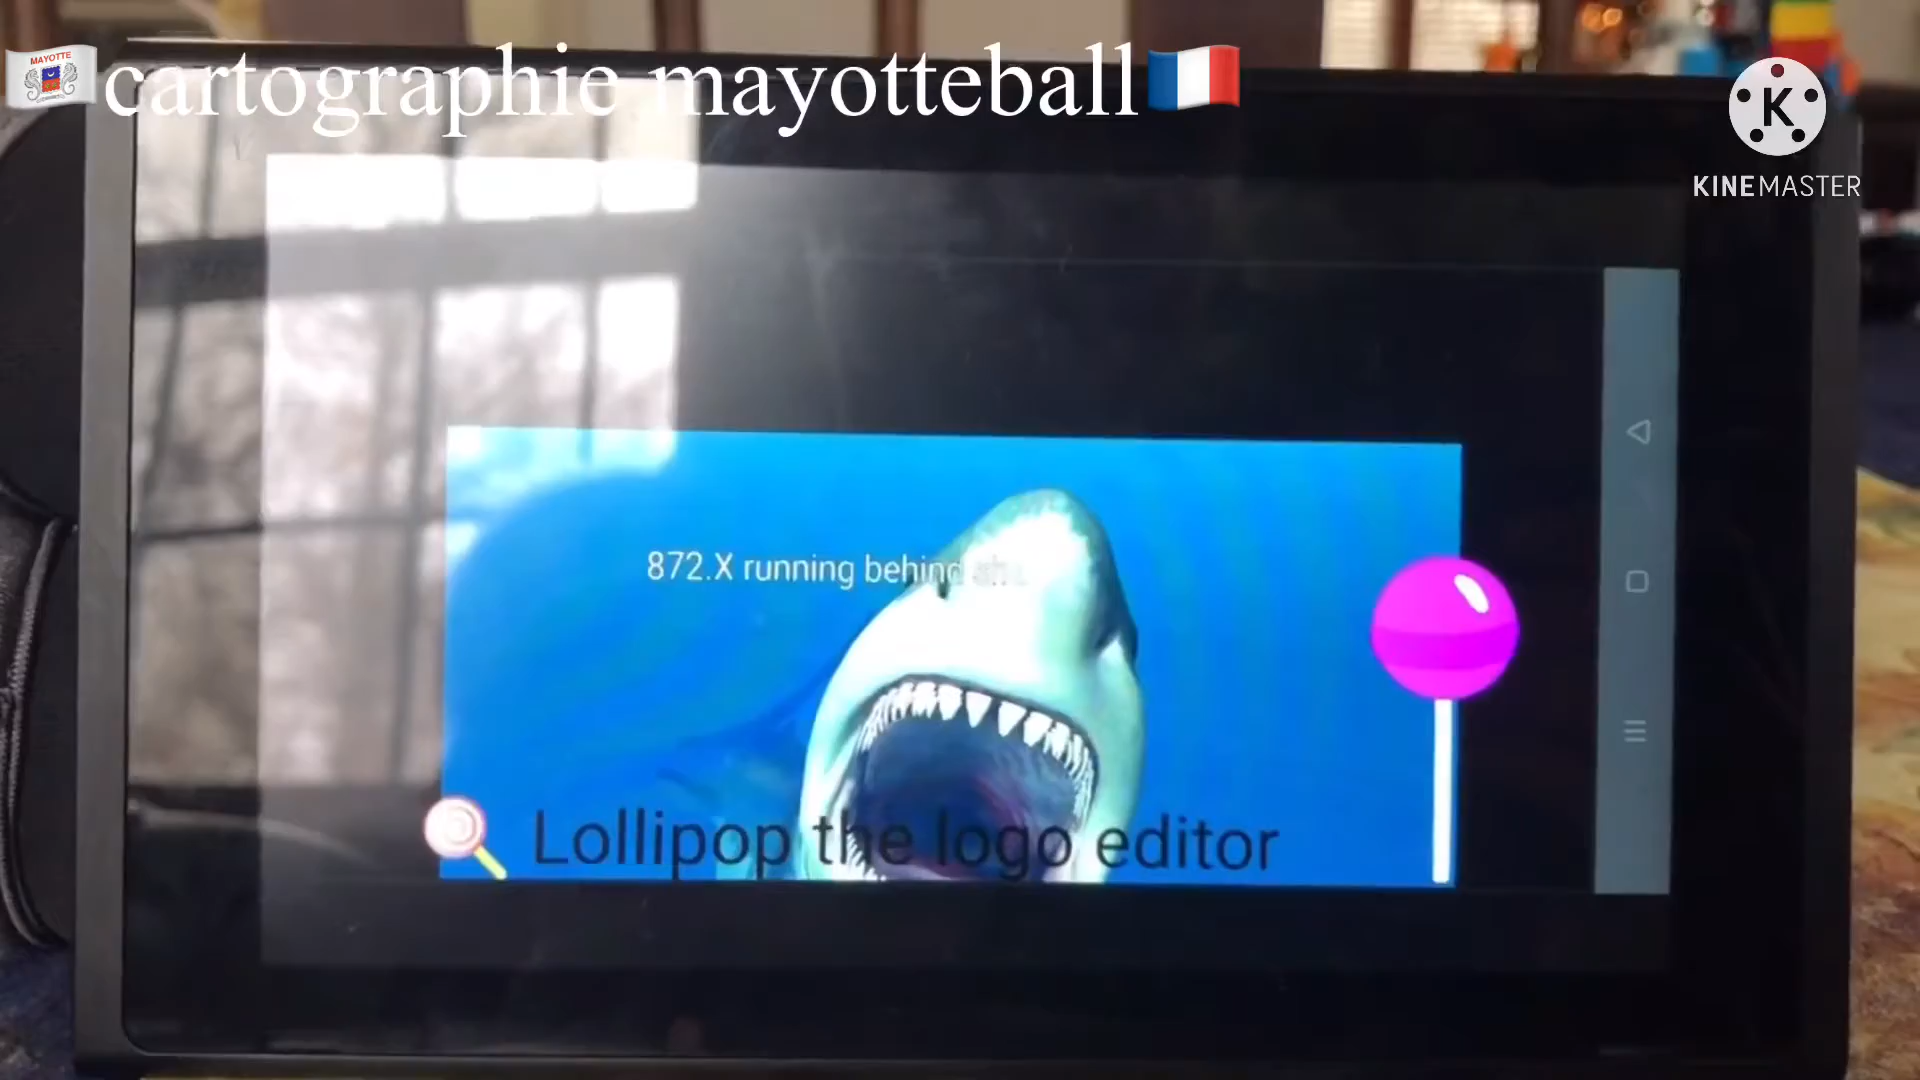 MAYOTTE
cartographie mayotteball
K
KINEMASTER
872.X running behind
Lollipop the logo editor